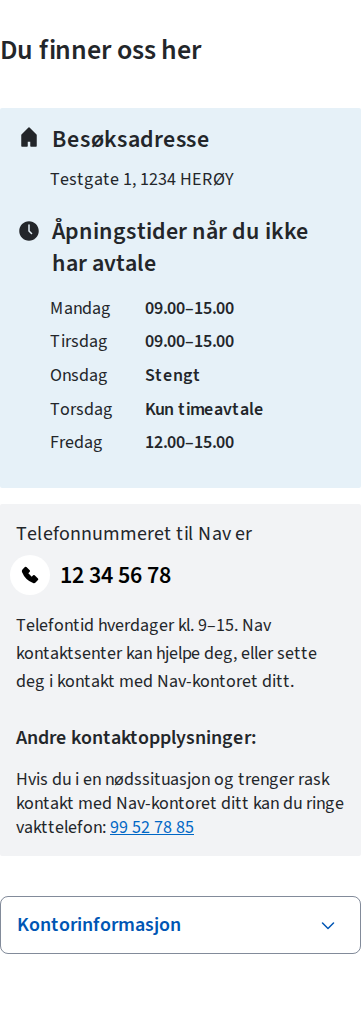 Du finner oss her
Besøksadresse
Testgate 1, 1234 HERØY
Åpningstider når du ikke
har avtale
Mandag 09.00–15.00
Tirsdag 09.00–15.00
Onsdag Stengt
Torsdag Kun timeavtale
Fredag 12.00–15.00
Telefonnummeret til Nav er
12 34 56 78
Telefontid hverdager kl. 9–15. Nav
kontaktsenter kan hjelpe deg, eller sette
deg i kontakt med Nav-kontoret ditt.
Andre kontaktopplysninger:
Hvis du i en nødssituasjon og trenger rask
kontakt med Nav-kontoret ditt kan du ringe
vakttelefon: 99 52 78 85
Kontorinformasjon